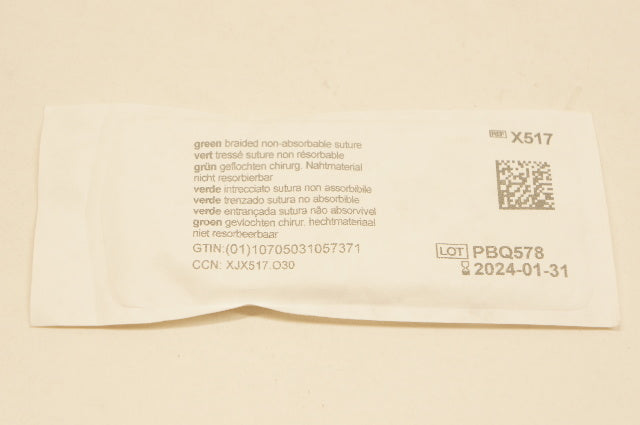 green braided non-absorbable suture
vert tressé suture non résorbable
grün geflochten chirurg. Nahtmaterial
nicht resorbierbar
verde intrecciato sutura non assorbibile
verde trenzado sutura no absorbible
verde entrançada sutura não absorvível
groen gevlochten chirur. hechtmateriaal
niet resorbeerbaar
GTIN:(01)10705031057371
CCN: XJX517.O30
REF X517
LOT PBQ578
2024-01-31